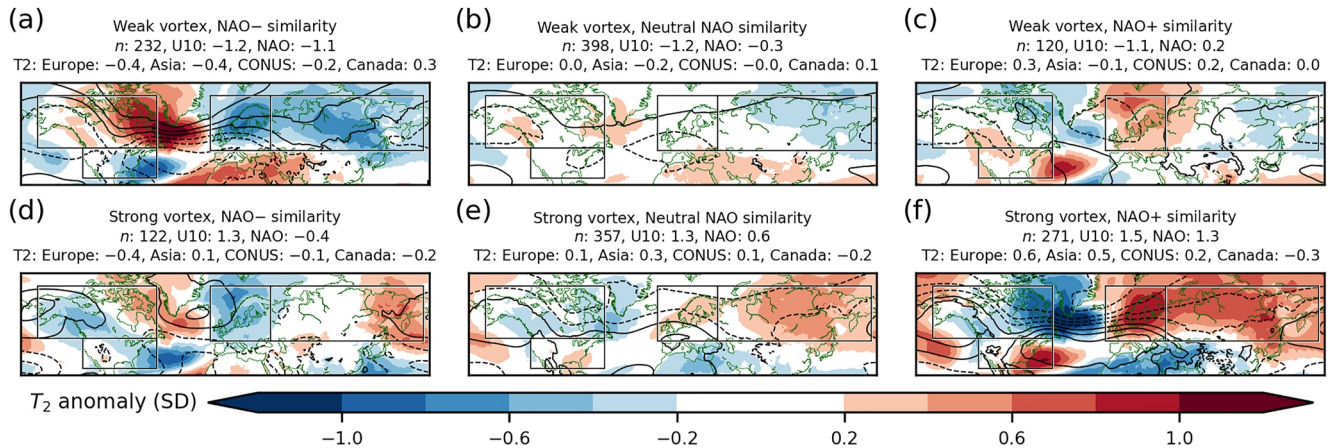 (a)
Weak vortex, NAO− similarity
n: 232, U10: −1.2, NAO: −1.1
T2: Europe: −0.4, Asia: −0.4, CONUS: −0.2, Canada: 0.3
(b)
Weak vortex, Neutral NAO similarity
n: 398, U10: −1.2, NAO: −0.3
T2: Europe: 0.0, Asia: −0.2, CONUS: −0.0, Canada: 0.1
(c)
Weak vortex, NAO+ similarity
n: 120, U10: −1.1, NAO: 0.2
T2: Europe: 0.3, Asia: −0.1, CONUS: 0.2, Canada: 0.0
(d)
Strong vortex, NAO− similarity
n: 122, U10: 1.3, NAO: −0.4
T2: Europe: −0.4, Asia: 0.1, CONUS: −0.1, Canada: −0.2
(e)
Strong vortex, Neutral NAO similarity
n: 357, U10: 1.3, NAO: 0.6
T2: Europe: 0.1, Asia: 0.3, CONUS: 0.1, Canada: −0.2
(f)
Strong vortex, NAO+ similarity
n: 271, U10: 1.5, NAO: 1.3
T2: Europe: 0.6, Asia: 0.5, CONUS: 0.2, Canada: −0.3
T2 anomaly (SD)
−1.0 −0.6 −0.2 0.2 0.6 1.0